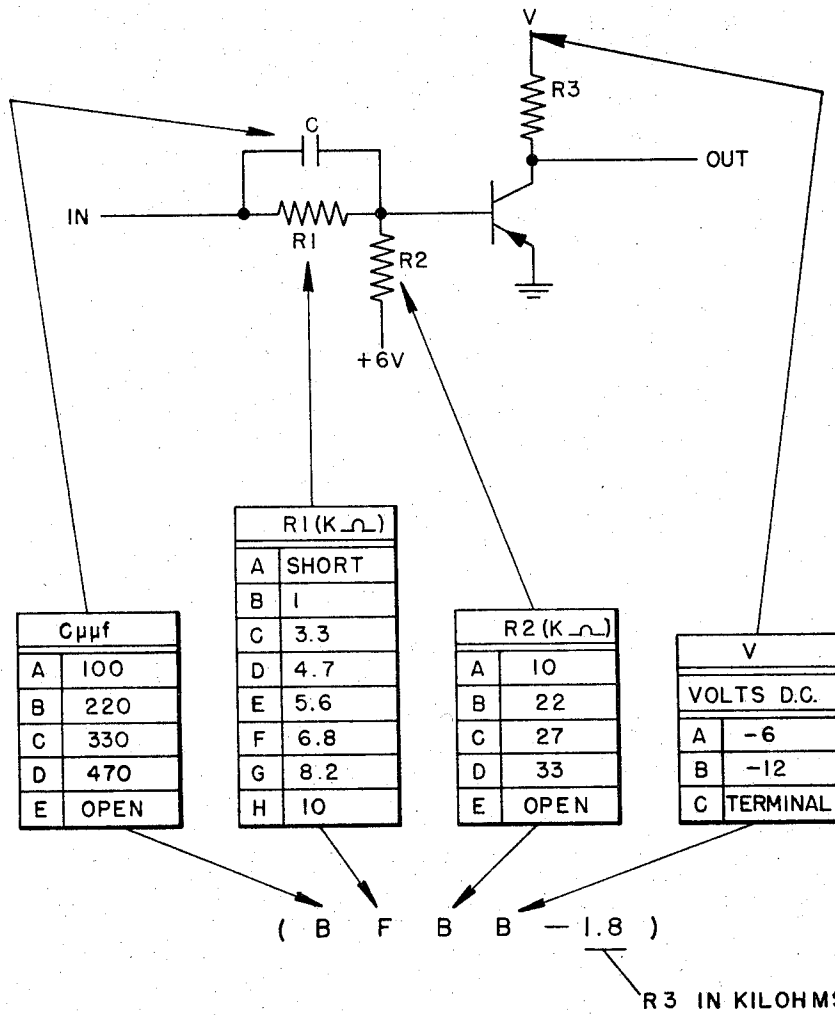 V
R3
C
OUT
IN
R1
R2
+6V
R1 (KΩ)
A SHORT
B 1
C 3.3
D 4.7
E 5.6
F 6.8
G 8.2
H 10
Cμμf
A 100
B 220
C 330
D 470
E OPEN
R2 (KΩ)
A 10
B 22
C 27
D 33
E OPEN
V
VOLTS D.C.
A -6
B -12
C TERMINAL
( B F B B - 1.8 )
R3 IN KILOHMS